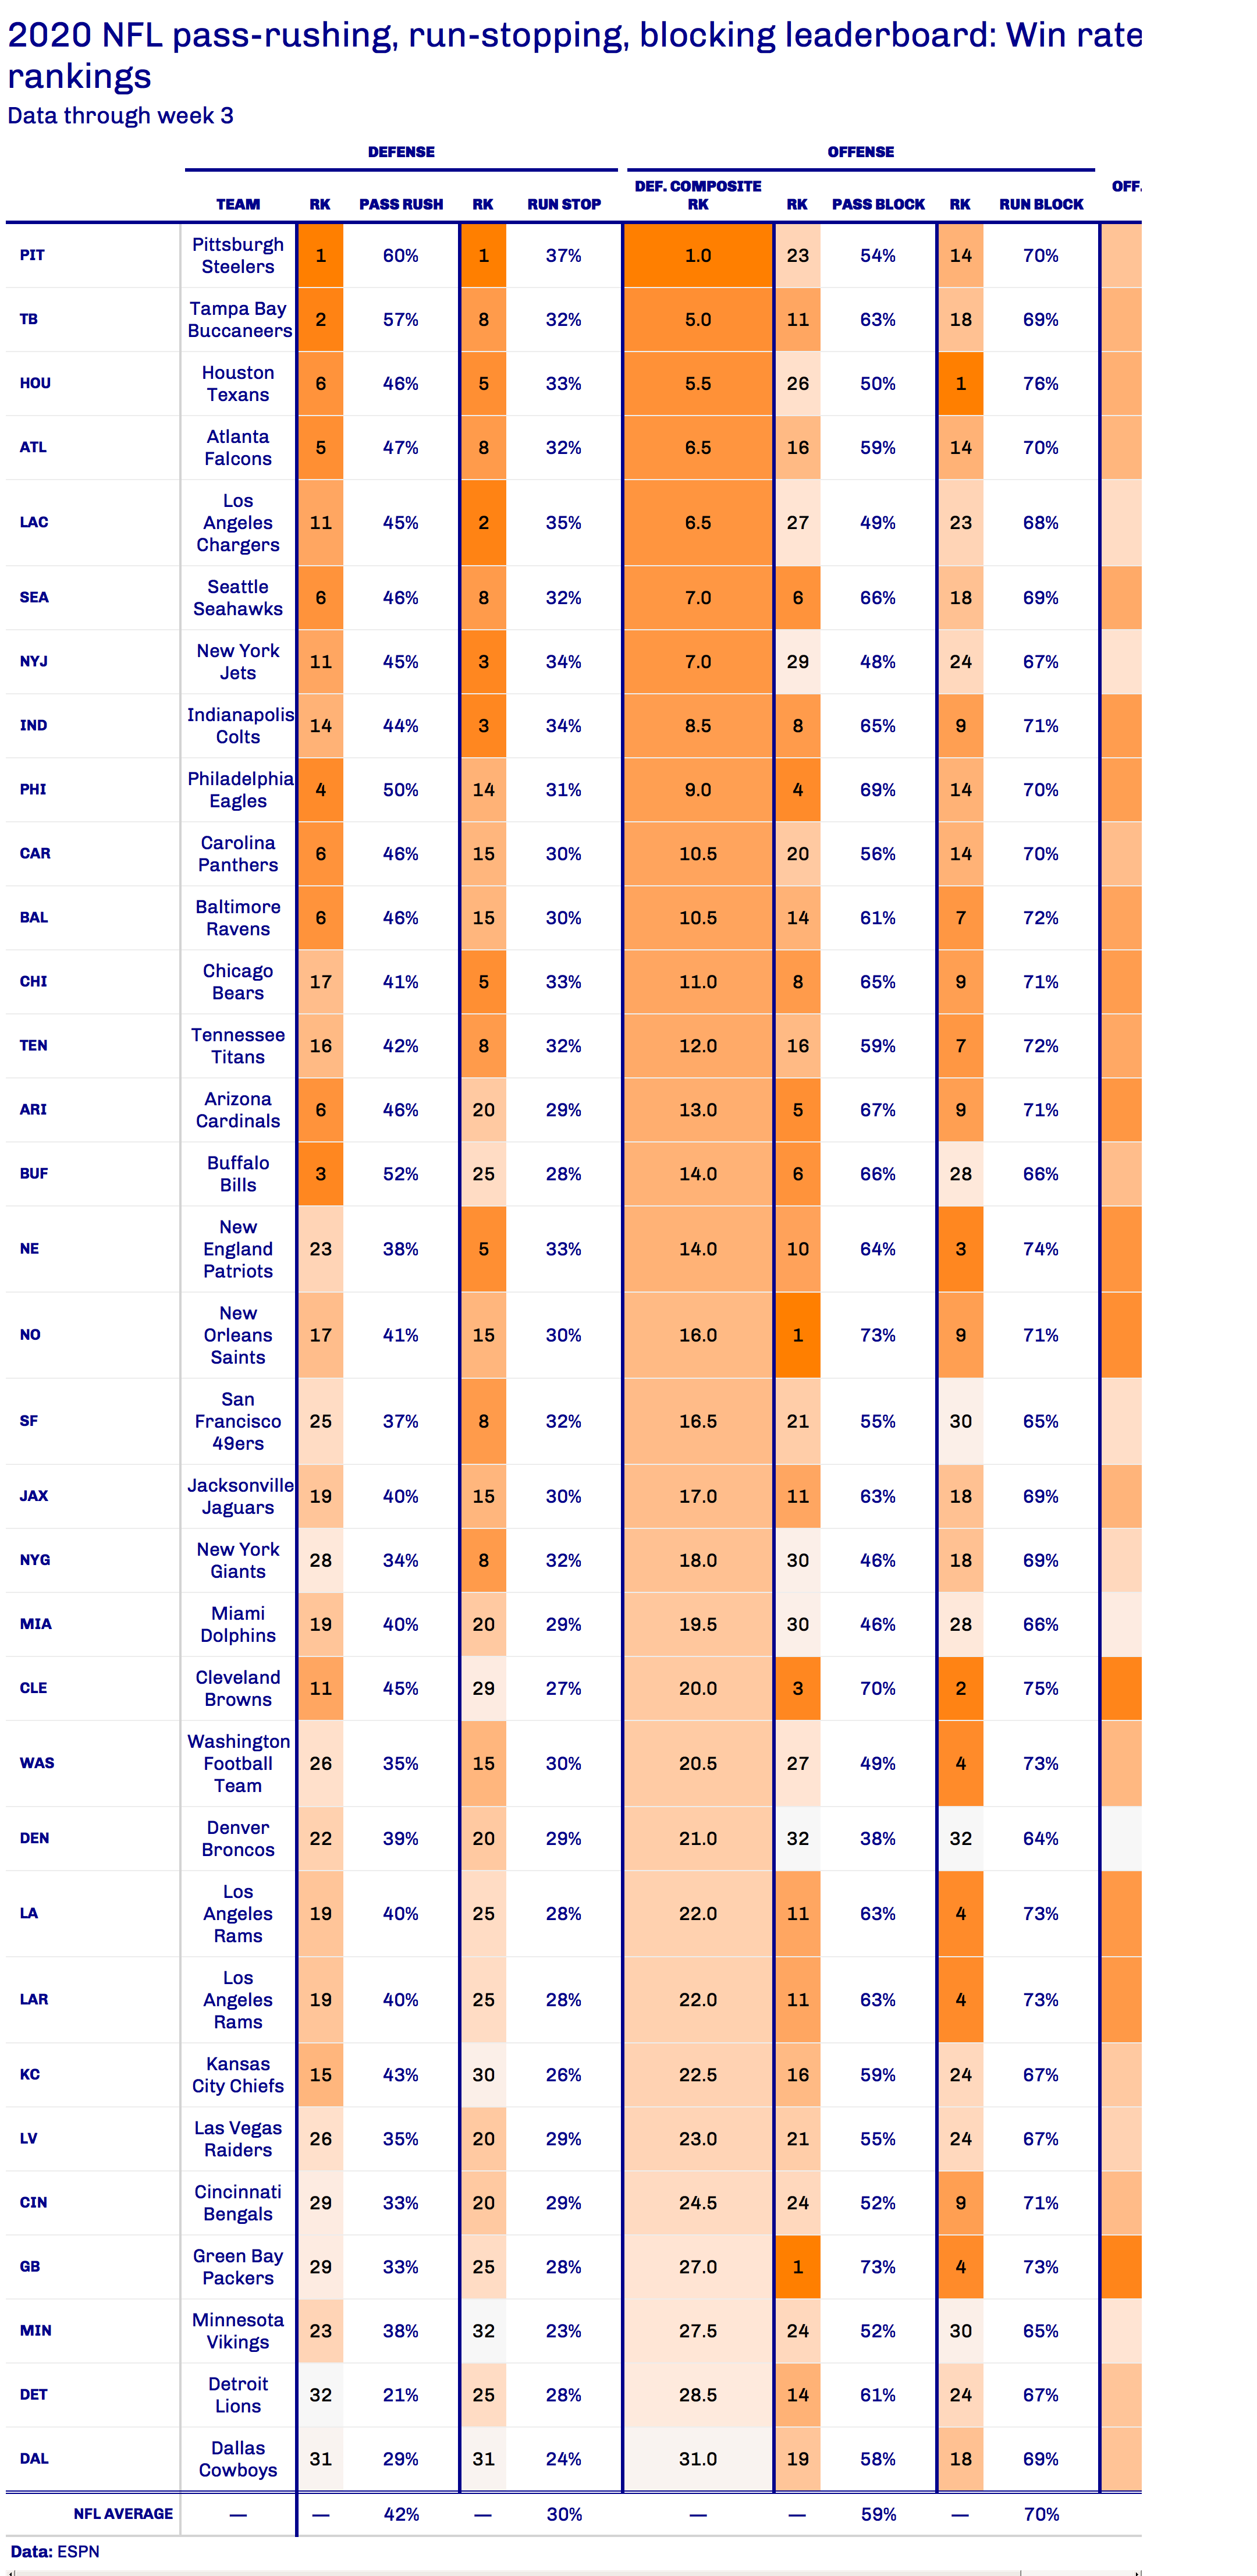 2020 NFL pass-rushing, run-stopping, blocking leaderboard: Win rate
rankings
Data through week 3
DEFENSE OFFENSE
TEAM RK PASS RUSH RK RUN STOP DEF. COMPOSITE RK RK PASS BLOCK RK RUN BLOCK OFF.
PIT Pittsburgh Steelers 1 60% 1 37% 1.0 23 54% 14 70%
TB Tampa Bay Buccaneers 2 57% 8 32% 5.0 11 63% 18 69%
HOU Houston Texans 6 46% 5 33% 5.5 26 50% 1 76%
ATL Atlanta Falcons 5 47% 8 32% 6.5 16 59% 14 70%
LAC Los Angeles Chargers 11 45% 2 35% 6.5 27 49% 23 68%
SEA Seattle Seahawks 6 46% 8 32% 7.0 6 66% 18 69%
NYJ New York Jets 11 45% 3 34% 7.0 29 48% 24 67%
IND Indianapolis Colts 14 44% 3 34% 8.5 8 65% 9 71%
PHI Philadelphia Eagles 4 50% 14 31% 9.0 4 69% 14 70%
CAR Carolina Panthers 6 46% 15 30% 10.5 20 56% 14 70%
BAL Baltimore Ravens 6 46% 15 30% 10.5 14 61% 7 72%
CHI Chicago Bears 17 41% 5 33% 11.0 8 65% 9 71%
TEN Tennessee Titans 16 42% 8 32% 12.0 16 59% 7 72%
ARI Arizona Cardinals 6 46% 20 29% 13.0 5 67% 9 71%
BUF Buffalo Bills 3 52% 25 28% 14.0 6 66% 28 66%
NE New England Patriots 23 38% 5 33% 14.0 10 64% 3 74%
NO New Orleans Saints 17 41% 15 30% 16.0 1 73% 9 71%
SF San Francisco 49ers 25 37% 8 32% 16.5 21 55% 30 65%
JAX Jacksonville Jaguars 19 40% 15 30% 17.0 11 63% 18 69%
NYG New York Giants 28 34% 8 32% 18.0 30 46% 18 69%
MIA Miami Dolphins 19 40% 20 29% 19.5 30 46% 28 66%
CLE Cleveland Browns 11 45% 29 27% 20.0 3 70% 2 75%
WAS Washington Football Team 26 35% 15 30% 20.5 27 49% 4 73%
DEN Denver Broncos 22 39% 20 29% 21.0 32 38% 32 64%
LA Los Angeles Rams 19 40% 25 28% 22.0 11 63% 4 73%
LAR Los Angeles Rams 19 40% 25 28% 22.0 11 63% 4 73%
KC Kansas City Chiefs 15 43% 30 26% 22.5 16 59% 24 67%
LV Las Vegas Raiders 26 35% 20 29% 23.0 21 55% 24 67%
CIN Cincinnati Bengals 29 33% 20 29% 24.5 24 52% 9 71%
GB Green Bay Packers 29 33% 25 28% 27.0 1 73% 4 73%
MIN Minnesota Vikings 23 38% 32 23% 27.5 24 52% 30 65%
DET Detroit Lions 32 21% 25 28% 28.5 14 61% 24 67%
DAL Dallas Cowboys 31 29% 31 24% 31.0 19 58% 18 69%
NFL AVERAGE — — 42% — 30% — — 59% — 70%
Data: ESPN